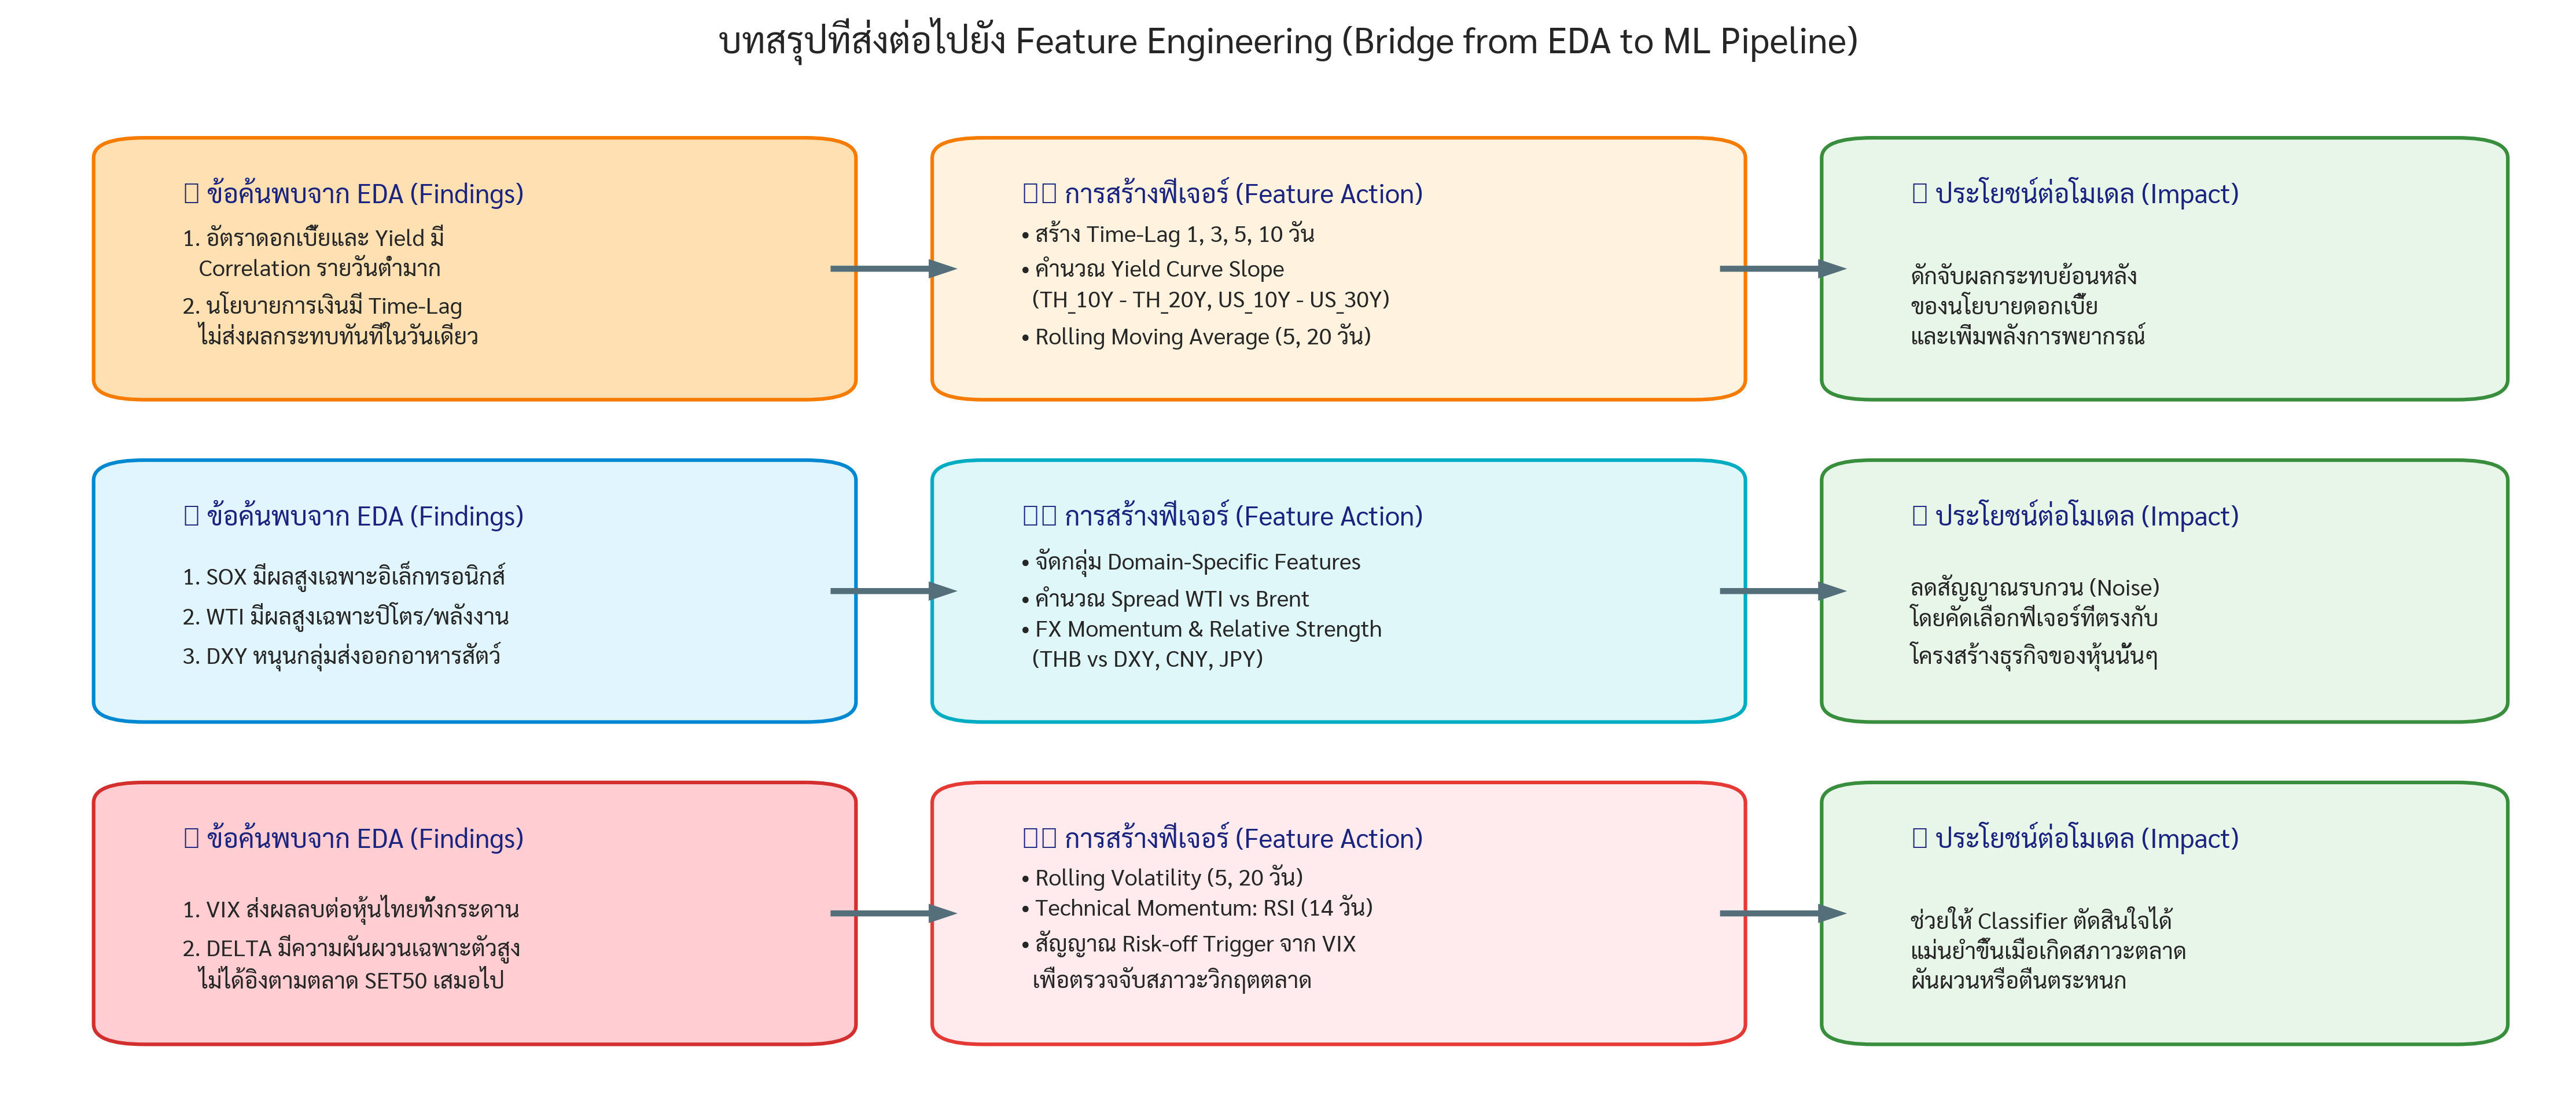 บทสรุปที่ส่งต่อไปยัง Feature Engineering (Bridge from EDA to ML Pipeline)
ข้อค้นพบจาก EDA (Findings)
1. อัตราดอกเบี้ยและ Yield มี
Correlation รายวันต่ำมาก
2. นโยบายการเงินมี Time-Lag
ไม่ส่งผลกระทบทันทีในวันเดียว
การสร้างฟีเจอร์ (Feature Action)
• สร้าง Time-Lag 1, 3, 5, 10 วัน
• คำนวณ Yield Curve Slope
(TH_10Y - TH_20Y, US_10Y - US_30Y)
• Rolling Moving Average (5, 20 วัน)
ประโยชน์ต่อโมเดล (Impact)
ดักจับผลกระทบย้อนหลัง
ของนโยบายดอกเบี้ย
และเพิ่มพลังการพยากรณ์
ข้อค้นพบจาก EDA (Findings)
1. SOX มีผลสูงเฉพาะอิเล็กทรอนิกส์
2. WTI มีผลสูงเฉพาะปิโตร/พลังงาน
3. DXY หนุนกลุ่มส่งออกอาหารสัตว์
การสร้างฟีเจอร์ (Feature Action)
• จัดกลุ่ม Domain-Specific Features
• คำนวณ Spread WTI vs Brent
• FX Momentum & Relative Strength
(THB vs DXY, CNY, JPY)
ประโยชน์ต่อโมเดล (Impact)
ลดสัญญาณรบกวน (Noise)
โดยคัดเลือกฟีเจอร์ที่ตรงกับ
โครงสร้างธุรกิจของหุ้นนั้นๆ
ข้อค้นพบจาก EDA (Findings)
1. VIX ส่งผลลบต่อหุ้นไทยทั้งกระดาน
2. DELTA มีความผันผวนเฉพาะตัวสูง
ไม่ได้อิงตามตลาด SET50 เสมอไป
การสร้างฟีเจอร์ (Feature Action)
• Rolling Volatility (5, 20 วัน)
• Technical Momentum: RSI (14 วัน)
• สัญญาณ Risk-off Trigger จาก VIX
เพื่อตรวจจับสภาวะวิกฤตตลาด
ประโยชน์ต่อโมเดล (Impact)
ช่วยให้ Classifier ตัดสินใจได้
แม่นยำขึ้นเมื่อเกิดสภาวะตลาด
ผันผวนหรือตื่นตระหนก